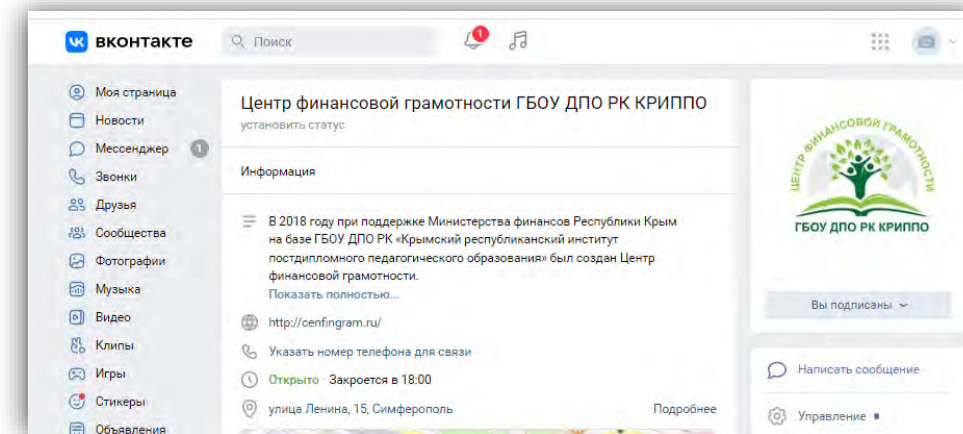 вконтакте
Поиск
1
Моя страница
Новости
Мессенджер 1
Звонки
Друзья
Сообщества
Фотографии
Музыка
Видео
Клипы
Игры
Стикеры
Объявления
Центр финансовой грамотности ГБОУ ДПО РК КРИППО
установить статус
Информация
В 2018 году при поддержке Министерства финансов Республики Крым
на базе ГБОУ ДПО РК «Крымский республиканский институт
постдипломного педагогического образования» был создан Центр
финансовой грамотности.
Показать полностью...
http://cenfingram.ru/
Указать номер телефона для связи
Открыто · Закроется в 18:00
улица Ленина, 15, Симферополь Подробнее
ЦЕНТР ФИНАНСОВОЙ ГРАМОТНОСТИ
ГБОУ ДПО РК КРИППО
Вы подписаны
Написать сообщение
Управление